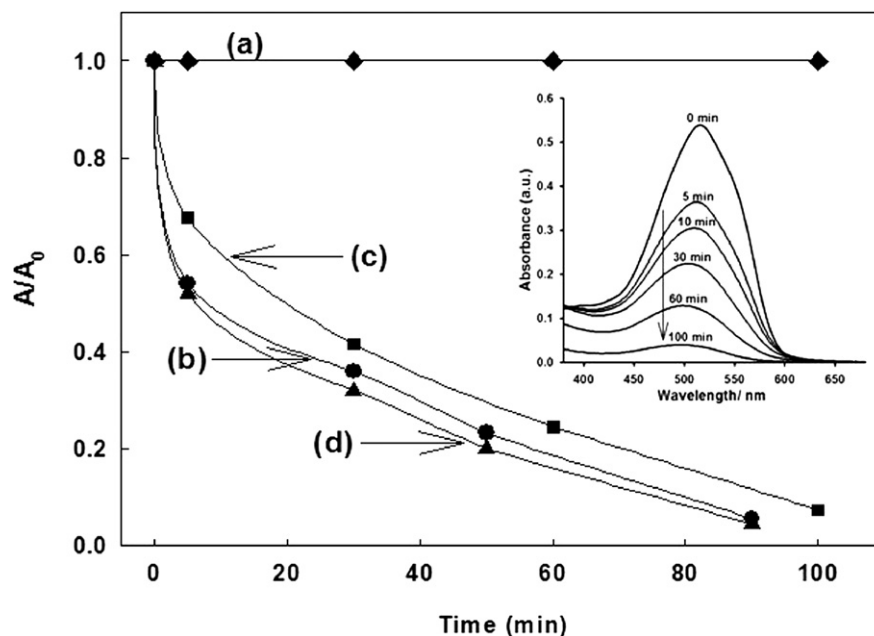 (a)
(c)
(b)
(d)
A/A0
1.0
0.8
0.6
0.4
0.2
0.0
0 20 40 60 80 100
Time (min)
Absorbance (a.u.)
0.6
0.5
0.4
0.3
0.2
0.1
0.0
0 min
5 min
10 min
30 min
60 min
100 min
400 450 500 550 600 650
Wavelength/ nm